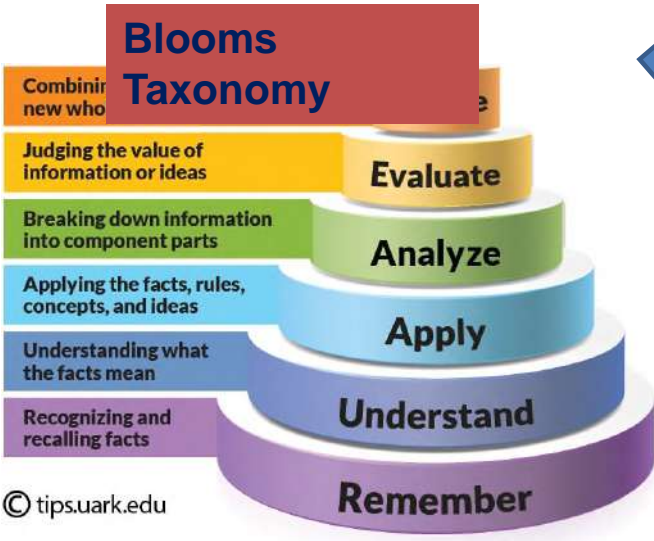 Blooms
Taxonomy
new
Judging the value of
information or ideas
Evaluate
Breaking down information
into component parts
Analyze
Applying the facts, rules,
concepts, and ideas
Apply
Understanding what
the facts mean
Understand
Recognizing and
recalling facts
Remember
© tips.uark.edu